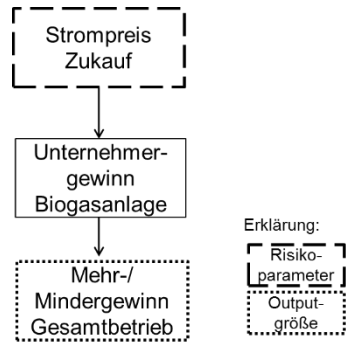 Strompreis
Zukauf
Unternehmer-
gewinn
Biogasanlage
Mehr-/
Mindergewinn
Gesamtbetrieb
Erklärung:
Risiko-
parameter
Output-
größe